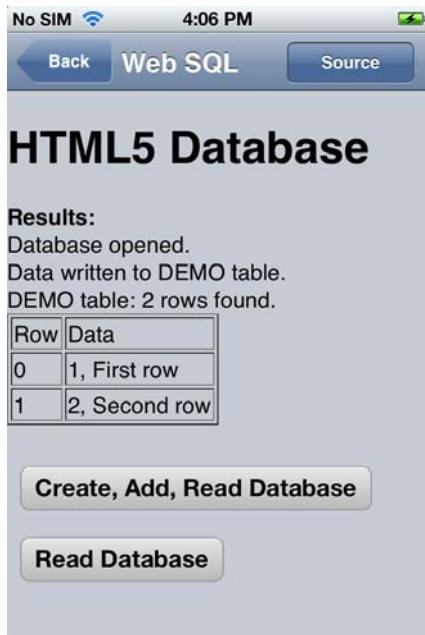 No SIM 4:06 PM
Back Web SQL Source
HTML5 Database
Results:
Database opened.
Data written to DEMO table.
DEMO table: 2 rows found.
Row Data
0 1, First row
1 2, Second row
Create, Add, Read Database
Read Database